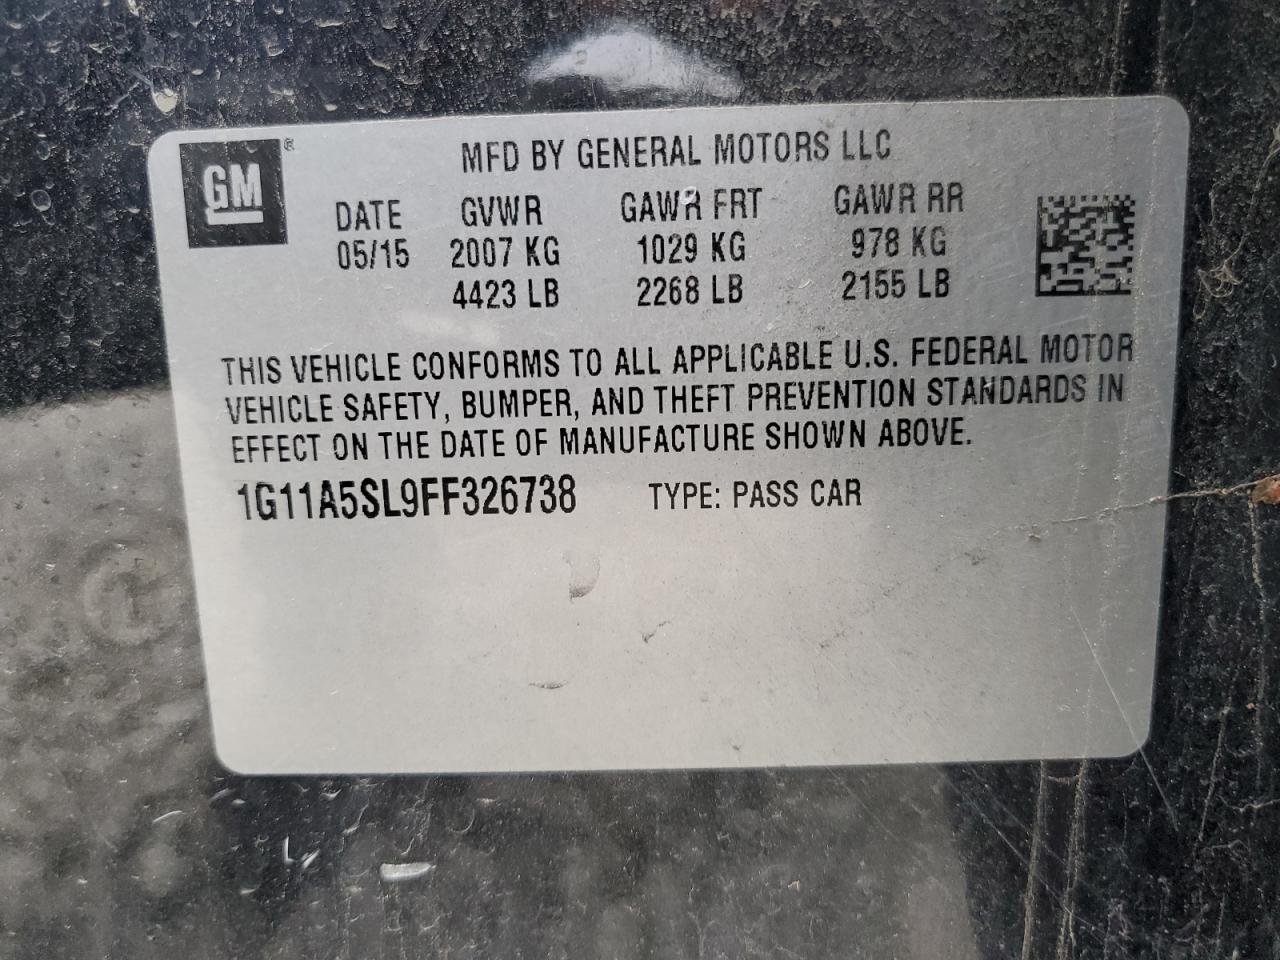 GM®
MFD BY GENERAL MOTORS LLC
DATE GVWR GAWR FRT GAWR RR
05/15 2007 KG 1029 KG 978 KG
4423 LB 2268 LB 2155 LB
THIS VEHICLE CONFORMS TO ALL APPLICABLE U.S. FEDERAL MOTOR
VEHICLE SAFETY, BUMPER, AND THEFT PREVENTION STANDARDS IN
EFFECT ON THE DATE OF MANUFACTURE SHOWN ABOVE.
1G11A5SL9FF326738 TYPE: PASS CAR